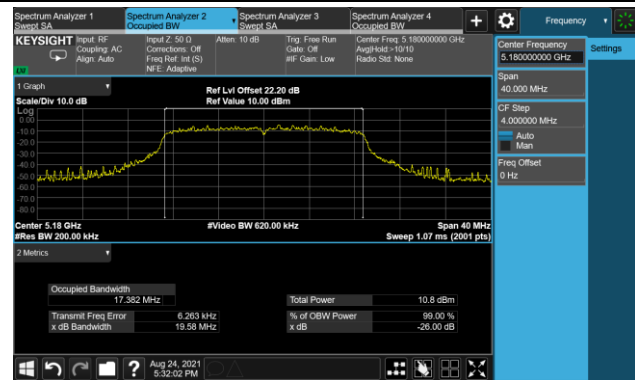 Spectrum Analyzer 1
Swept SA
Spectrum Analyzer 2
Occupied BW
Spectrum Analyzer 3
Swept SA
Spectrum Analyzer 4
Occupied BW
Frequency
KEYSIGHT
Input: RF
Coupling: AC
Align: Auto
Input Z: 50 Ω
Corrections: Off
Freq Ref: Int (S)
NFE: Adaptive
Atten: 10 dB
Trig: Free Run
Gate: Off
#IF Gain: Low
Center Freq: 5.180000000 GHz
Avg|Hold:>10/10
Radio Std: None
Center Frequency
5.180000000 GHz
Settings
Span
40.000 MHz
CF Step
4.000000 MHz
Auto
Man
Freq Offset
0 Hz
1 Graph
Scale/Div 10.0 dB
Ref Lvl Offset 22.20 dB
Ref Value 10.00 dBm
Log
0.00
-10.0
-20.0
-30.0
-40.0
-50.0
-60.0
-70.0
-80.0
Center 5.18 GHz
#Res BW 200.00 kHz
#Video BW 620.00 kHz
Span 40 MHz
Sweep 1.07 ms (2001 pts)
2 Metrics
Occupied Bandwidth
17.382 MHz
Total Power 10.8 dBm
Transmit Freq Error 6.263 kHz
% of OBW Power 99.00 %
x dB Bandwidth 19.58 MHz
x dB -26.00 dB
Aug 24, 2021
5:32:02 PM